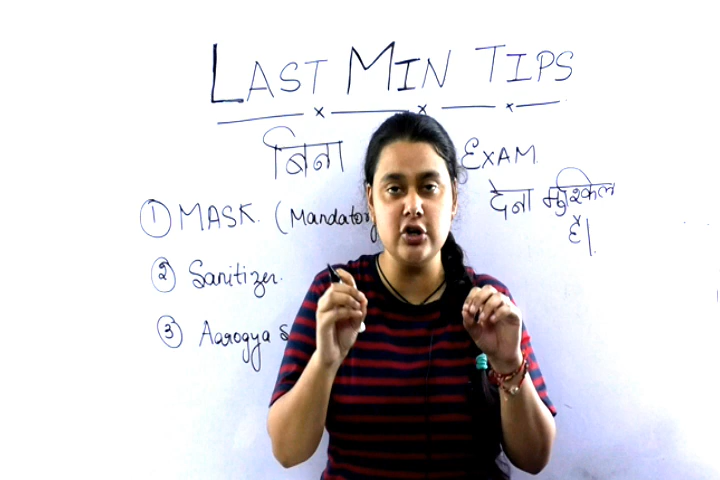 LAST MIN TIPS
बिना EXAM
देना मुश्किल
है।
① MASK. (Mandatory
② Sanitizer.
③ Aarogya